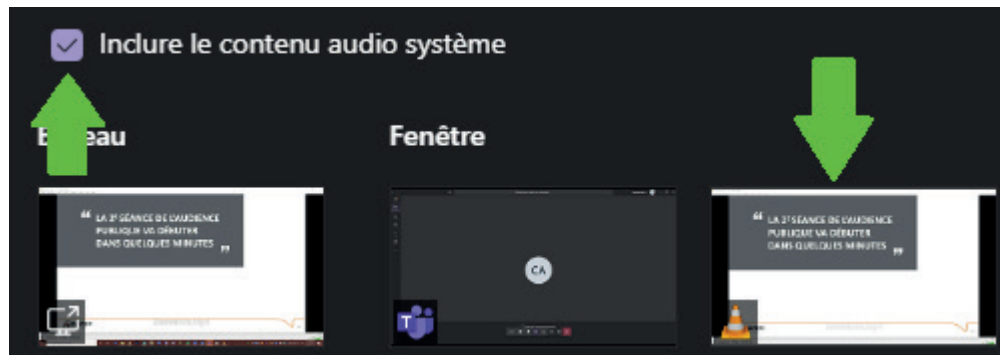 Inclure le contenu audio système
Fenêtre
“ LA 2ᵉ SÉANCE DE L'AUDIENCE
PUBLIQUE VA DÉBUTER
DANS QUELQUES MINUTES ”
CA
“ LA 2ᵉ SÉANCE DE L'AUDIENCE
PUBLIQUE VA DÉBUTER
DANS QUELQUES MINUTES ”